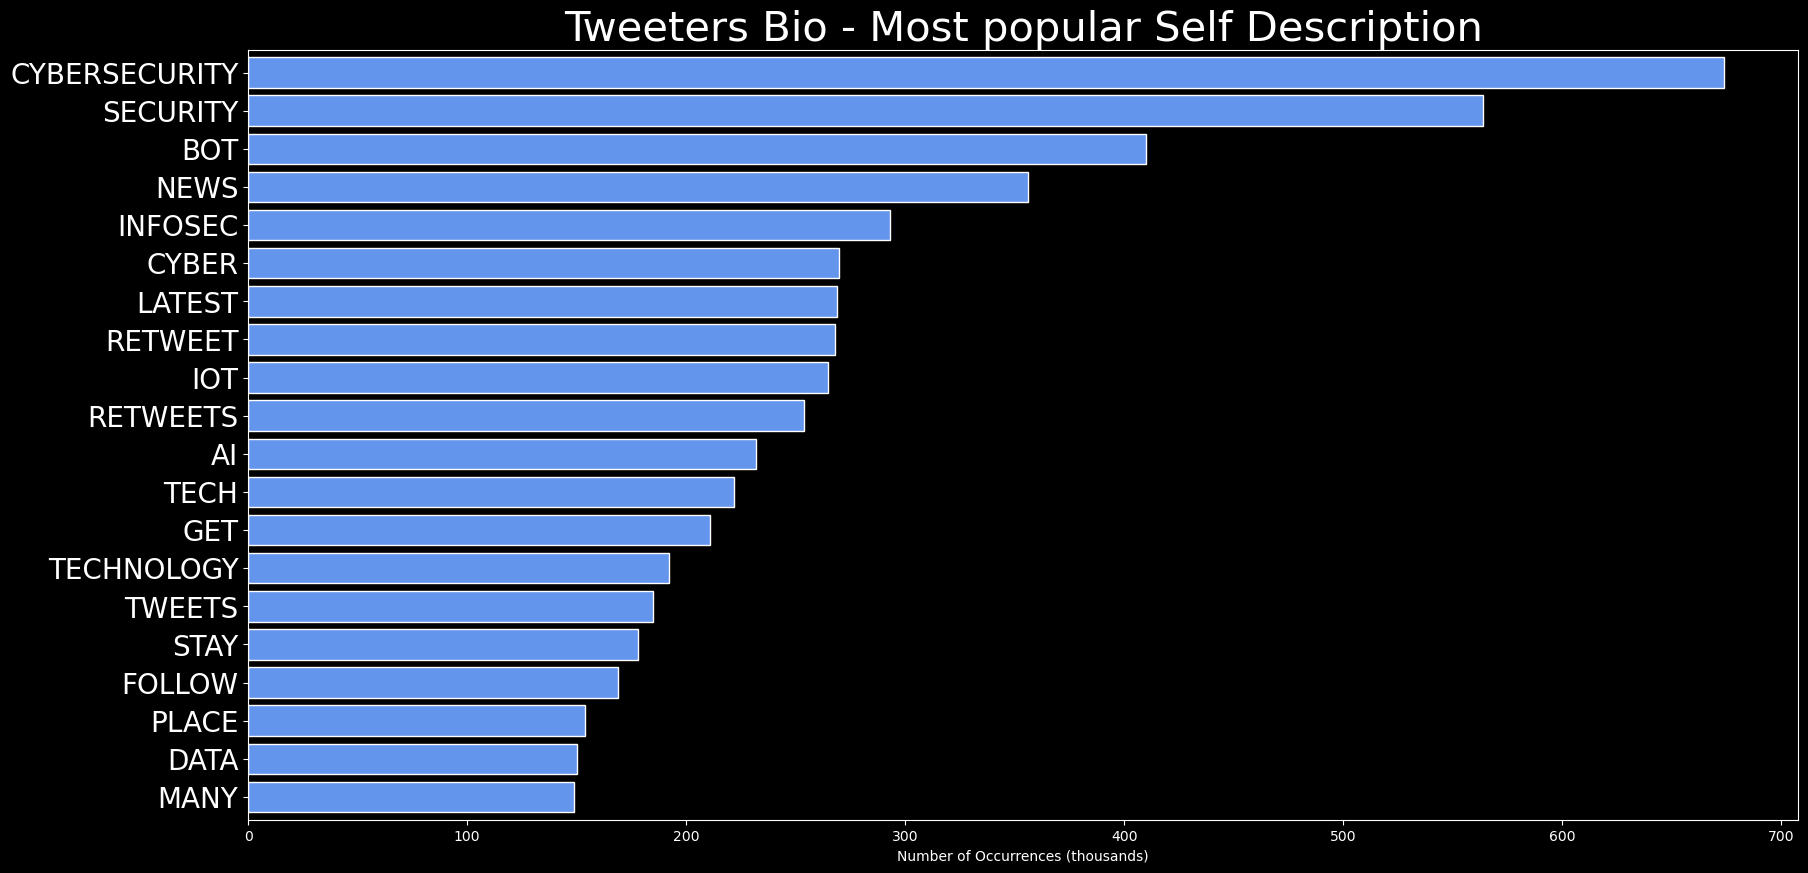 Tweeters Bio - Most popular Self Description
CYBERSECURITY
SECURITY
BOT
NEWS
INFOSEC
CYBER
LATEST
RETWEET
IOT
RETWEETS
AI
TECH
GET
TECHNOLOGY
TWEETS
STAY
FOLLOW
PLACE
DATA
MANY
0 100 200 300 400 500 600 700
Number of Occurrences (thousands)